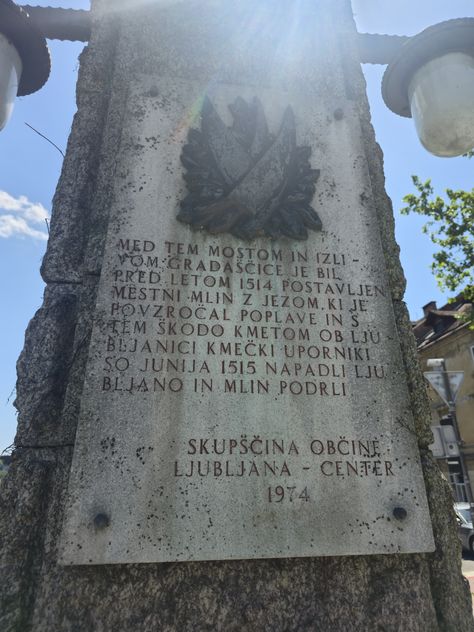 MED TEM MOSTOM IN IZLI -
VOM GRADAŠČICE JE BIL
PRED LETOM 1514 POSTAVLJEN
MESTNI MLIN Z JEZOM, KI JE
POVZROČAL POPLAVE IN S
TEM ŠKODO KMETOM OB LJU
BLJANICI KMEČKI UPORNIKI
SO JUNIJA 1515 NAPADLI LJU
BLJANO IN MLIN PODRLI
SKUPŠČINA OBČINE
LJUBLJANA - CENTER
1974